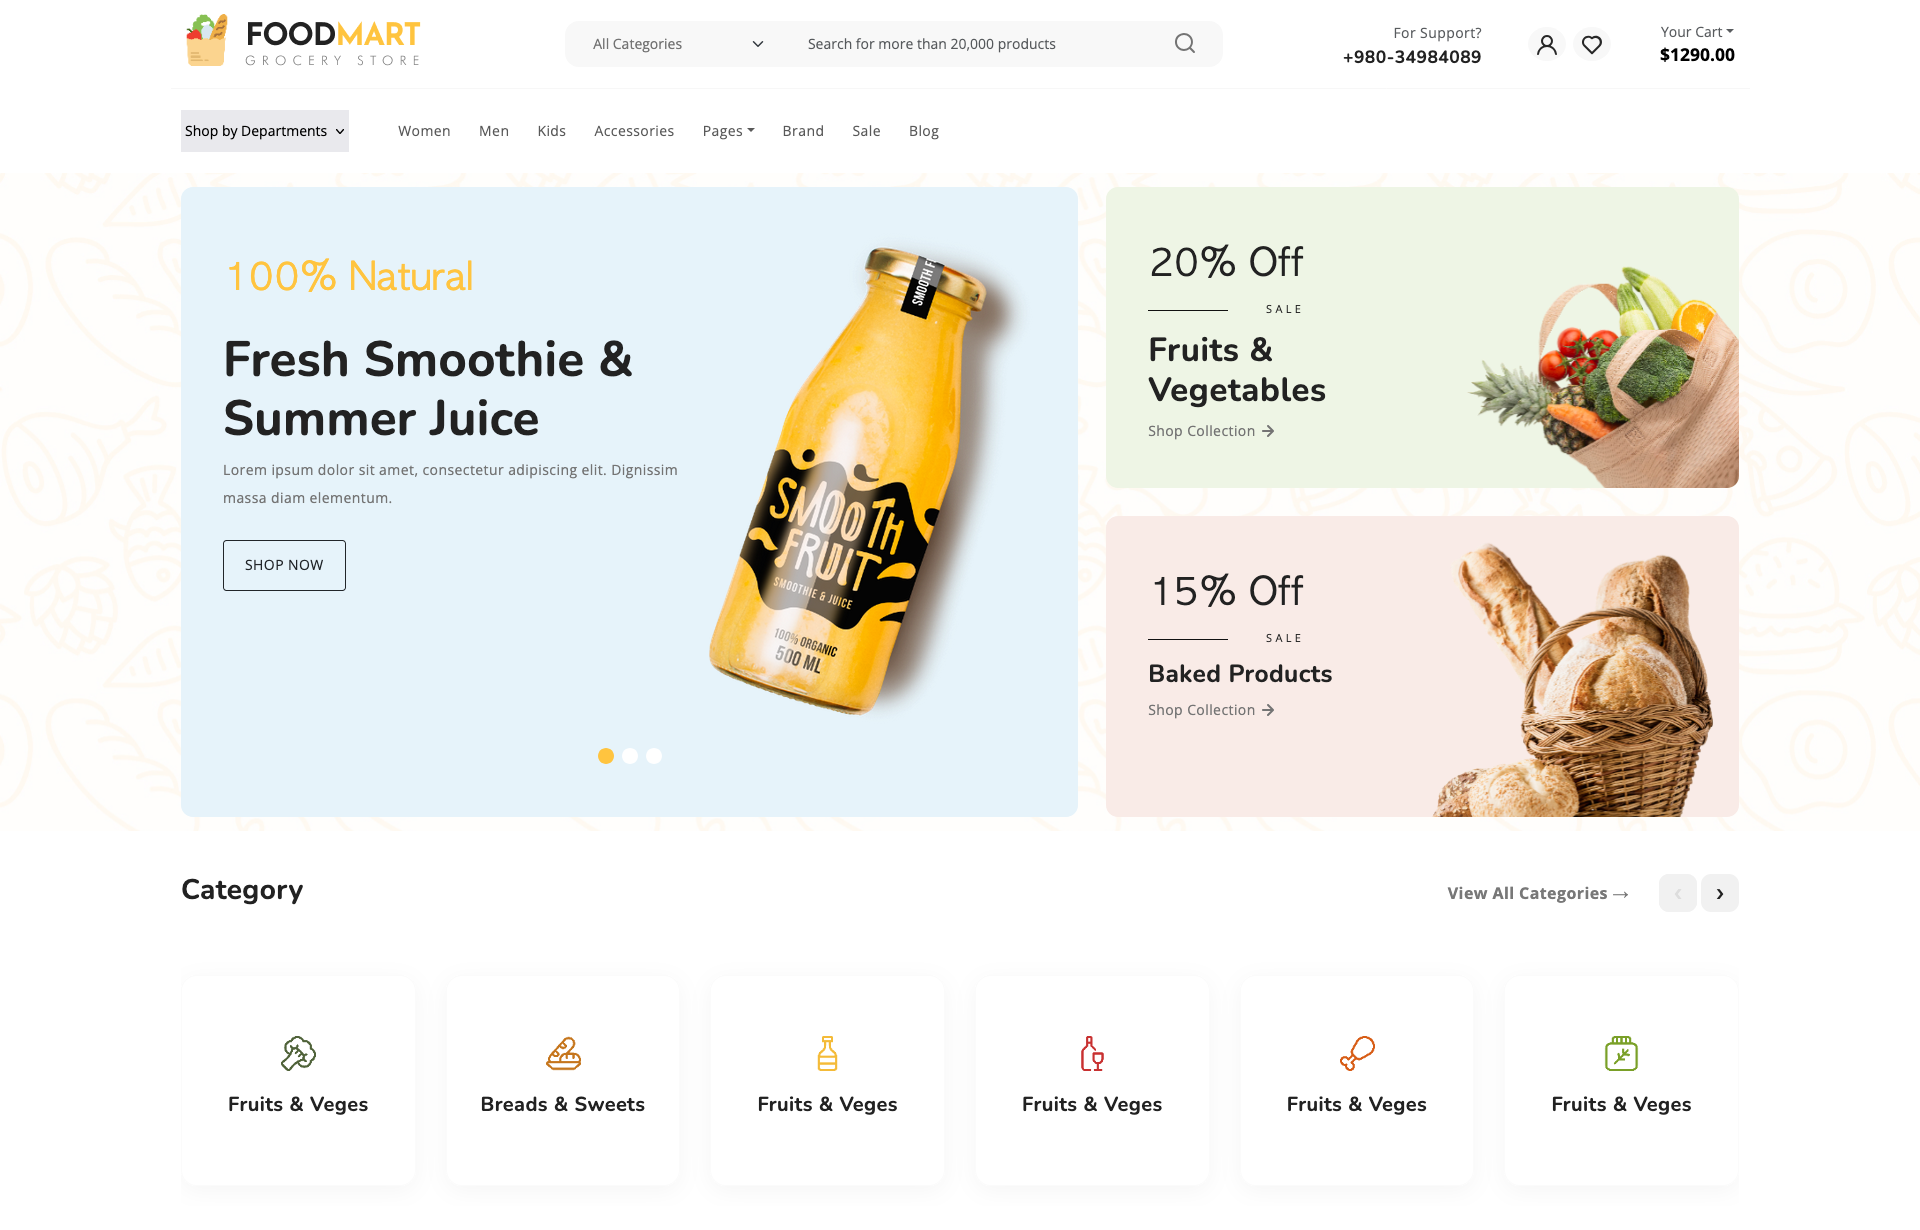 FOODMART
GROCERY STORE
All Categories
Search for more than 20,000 products
For Support?
+980-34984089
Your Cart
$1290.00
Shop by Departments
Women Men Kids Accessories Pages Brand Sale Blog
100% Natural
Fresh Smoothie &
Summer Juice
Lorem ipsum dolor sit amet, consectetur adipiscing elit. Dignissim
massa diam elementum.
SHOP NOW
SMOOTH F
SMOOTH
FRUIT
SMOOTHIE & JUICE
100% ORGANIC
500 ML
20% Off
SALE
Fruits &
Vegetables
Shop Collection →
15% Off
SALE
Baked Products
Shop Collection →
Category
View All Categories →
‹ ›
Fruits & Veges
Breads & Sweets
Fruits & Veges
Fruits & Veges
Fruits & Veges
Fruits & Veges